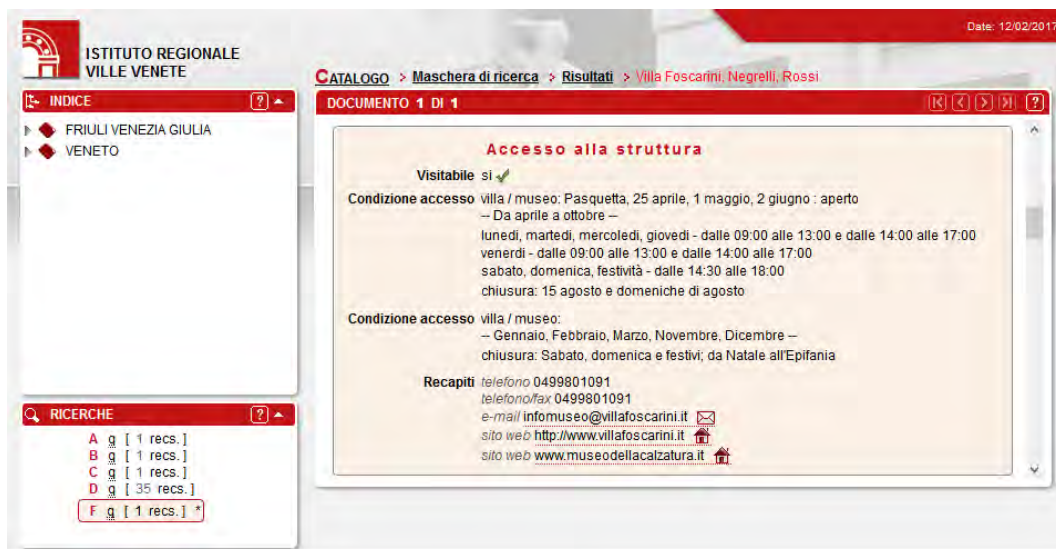 Date: 12/02/2017
ISTITUTO REGIONALE
VILLE VENETE
CATALOGO > Maschera di ricerca > Risultati > Villa Foscarini, Negrelli, Rossi
INDICE ?
FRIULI VENEZIA GIULIA
VENETO
DOCUMENTO 1 DI 1 ?
Accesso alla struttura
Visitabile si
Condizione accesso villa / museo: Pasquetta, 25 aprile, 1 maggio, 2 giugno : aperto
-- Da aprile a ottobre --
lunedi, martedi, mercoledi, giovedi - dalle 09:00 alle 13:00 e dalle 14:00 alle 17:00
venerdi - dalle 09:00 alle 13:00 e dalle 14:00 alle 17:00
sabato, domenica, festività - dalle 14:30 alle 18:00
chiusura: 15 agosto e domeniche di agosto
Condizione accesso villa / museo:
-- Gennaio, Febbraio, Marzo, Novembre, Dicembre --
chiusura: Sabato, domenica e festivi; da Natale all'Epifania
Recapiti telefono 0499801091
telefono/fax 0499801091
e-mail infomuseo@villafoscarini.it
sito web http://www.villafoscarini.it
sito web www.museodellacalzatura.it
RICERCHE ?
A g [ 1 recs.]
B g [ 1 recs.]
C g [ 1 recs.]
D g [ 35 recs.]
F g [ 1 recs.] *